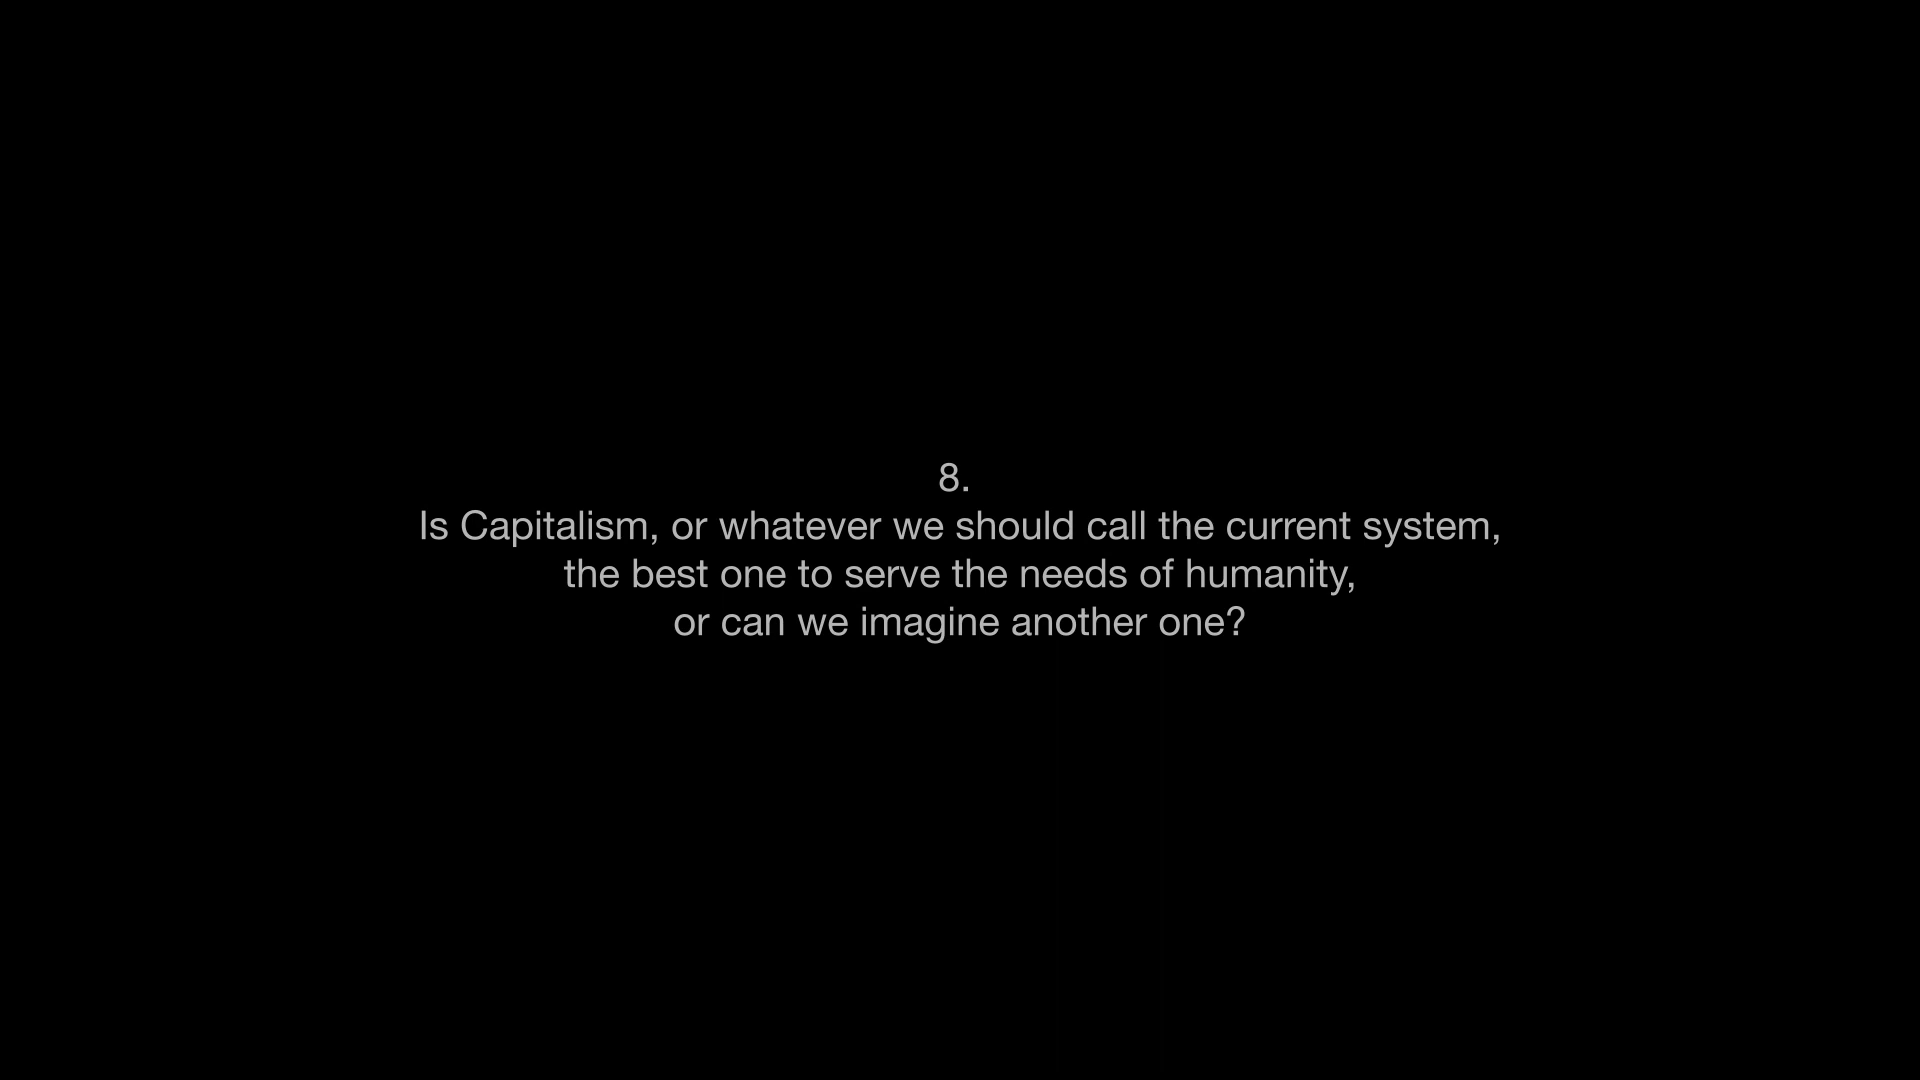 8.
Is Capitalism, or whatever we should call the current system,
the best one to serve the needs of humanity,
or can we imagine another one?